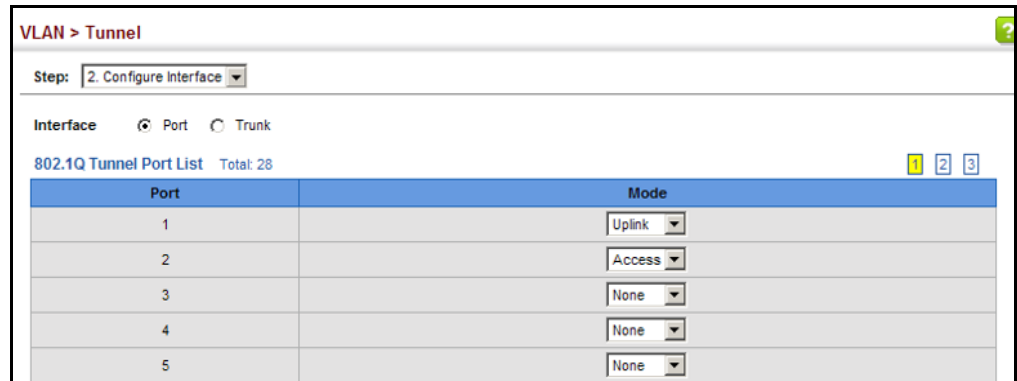 VLAN > Tunnel
?
Step: 2. Configure Interface
Interface Port Trunk
802.1Q Tunnel Port List Total: 28 1 2 3
Port Mode
1 Uplink
2 Access
3 None
4 None
5 None